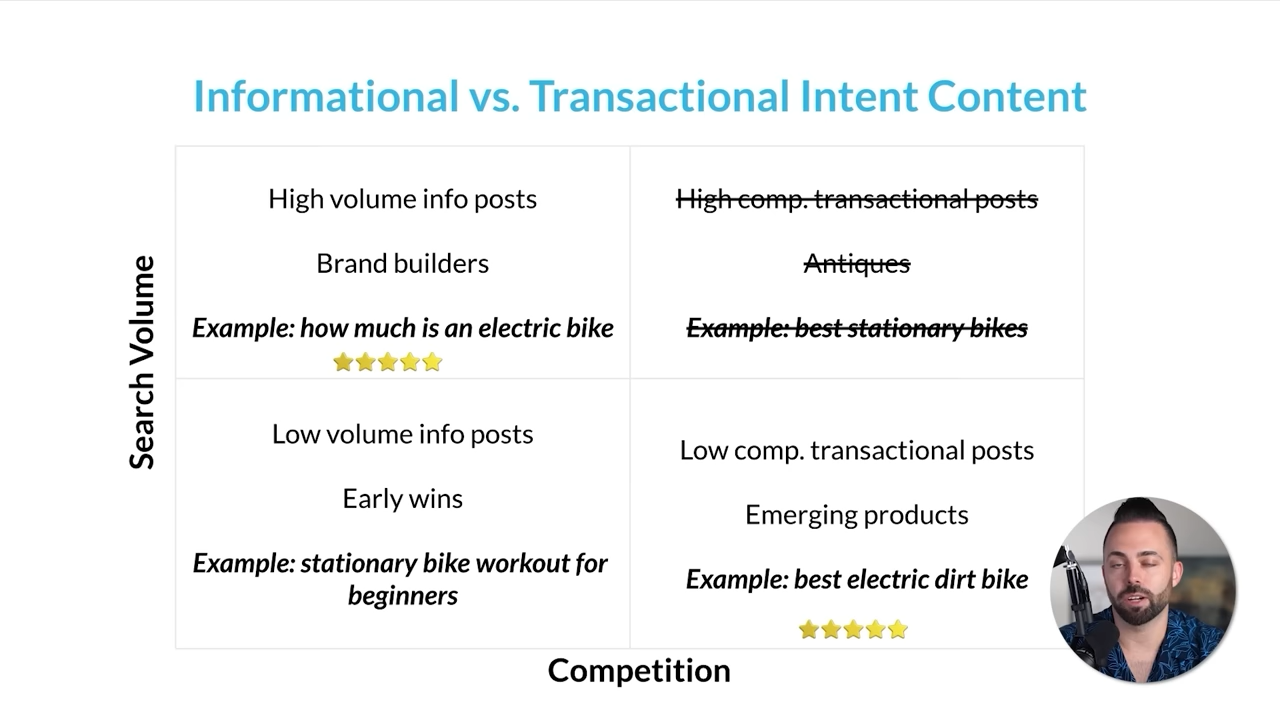 Informational vs. Transactional Intent Content
High volume info posts
Brand builders
Example: how much is an electric bike
High comp. transactional posts
Antiques
Example: best stationary bikes
Search Volume
Low volume info posts
Early wins
Example: stationary bike workout for
beginners
Low comp. transactional posts
Emerging products
Example: best electric dirt bike
Competition